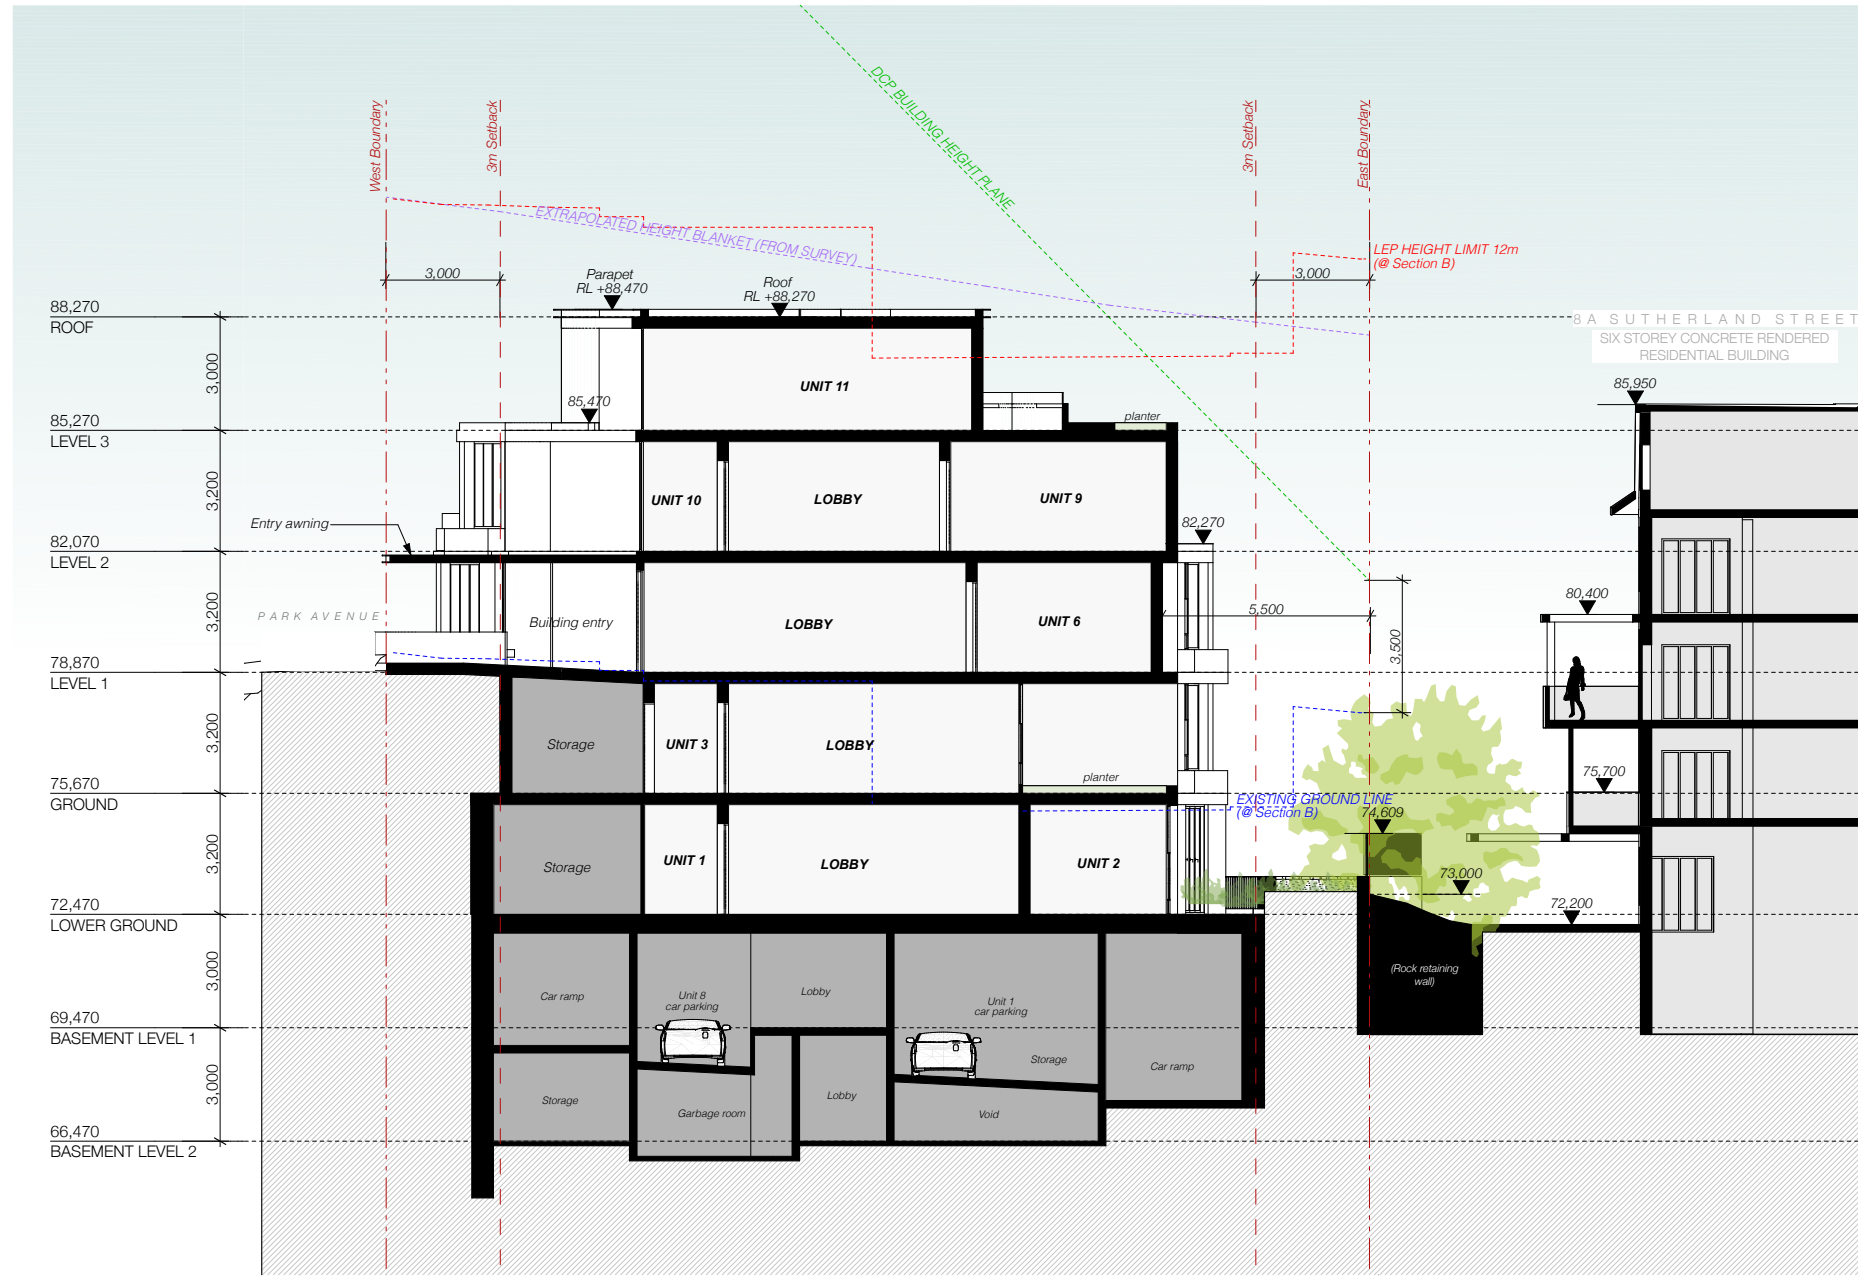 DCP BUILDING HEIGHT PLANE
West Boundary
3m Setback
3m Setback
East Boundary
EXTRAPOLATED HEIGHT BLANKET (FROM SURVEY)
LEP HEIGHT LIMIT 12m
(@ Section B)
3,000
Parapet
RL +88,470
Roof
RL +88,270
3,000
88,270
ROOF
8A SUTHERLAND STREET
SIX STOREY CONCRETE RENDERED
RESIDENTIAL BUILDING
3,000
UNIT 11
85,470
85,950
85,270
LEVEL 3
planter
3,200
UNIT 10
LOBBY
UNIT 9
Entry awning
82,270
82,070
LEVEL 2
3,200
PARK AVENUE
Building entry
LOBBY
UNIT 6
5,500
3,500
80,400
78,870
LEVEL 1
3,200
Storage
UNIT 3
LOBBY
planter
75,700
75,670
GROUND
EXISTING GROUND LINE
(@ Section B)
74,609
3,200
Storage
UNIT 1
LOBBY
UNIT 2
73,000
72,200
72,470
LOWER GROUND
3,000
Car ramp
Unit 8
car parking
Lobby
Unit 1
car parking
(Rock retaining
wall)
69,470
BASEMENT LEVEL 1
3,000
Storage
Garbage room
Lobby
Storage
Void
Car ramp
66,470
BASEMENT LEVEL 2